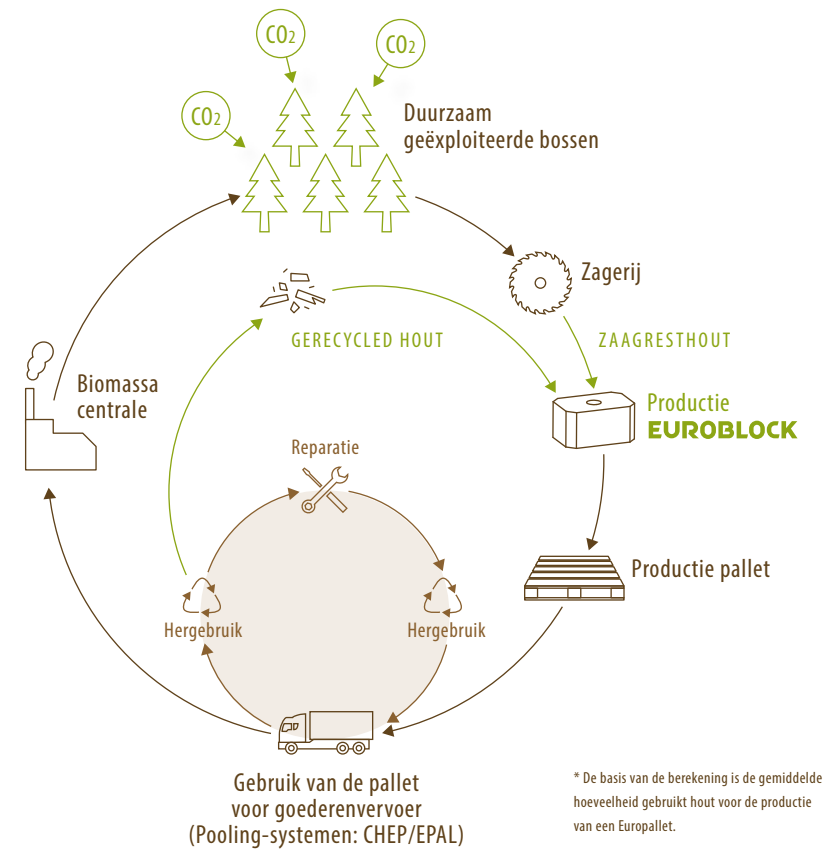 CO2
CO2
CO2
Duurzaam
geëxploiteerde bossen
Zagerij
GERECYCLED HOUT
ZAAGRESTHOUT
Biomassa
centrale
Productie
EUROBLOCK
Reparatie
Productie pallet
Hergebruik
Hergebruik
Gebruik van de pallet
voor goederenvervoer
(Pooling-systemen: CHEP/EPAL)
* De basis van de berekening is de gemiddelde
hoeveelheid gebruikt hout voor de productie
van een Europallet.